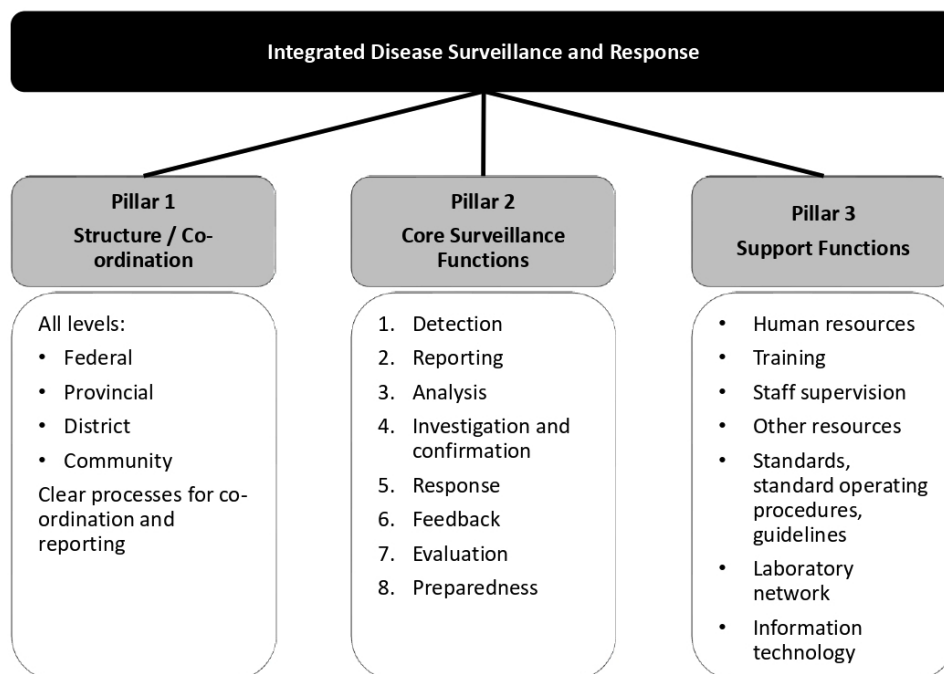 Integrated Disease Surveillance and Response
Pillar 1
Structure / Co-
ordination
All levels:
• Federal
• Provincial
• District
• Community
Clear processes for co-
ordination and
reporting
Pillar 2
Core Surveillance
Functions
1. Detection
2. Reporting
3. Analysis
4. Investigation and
confirmation
5. Response
6. Feedback
7. Evaluation
8. Preparedness
Pillar 3
Support Functions
• Human resources
• Training
• Staff supervision
• Other resources
• Standards,
standard operating
procedures,
guidelines
• Laboratory
network
• Information
technology